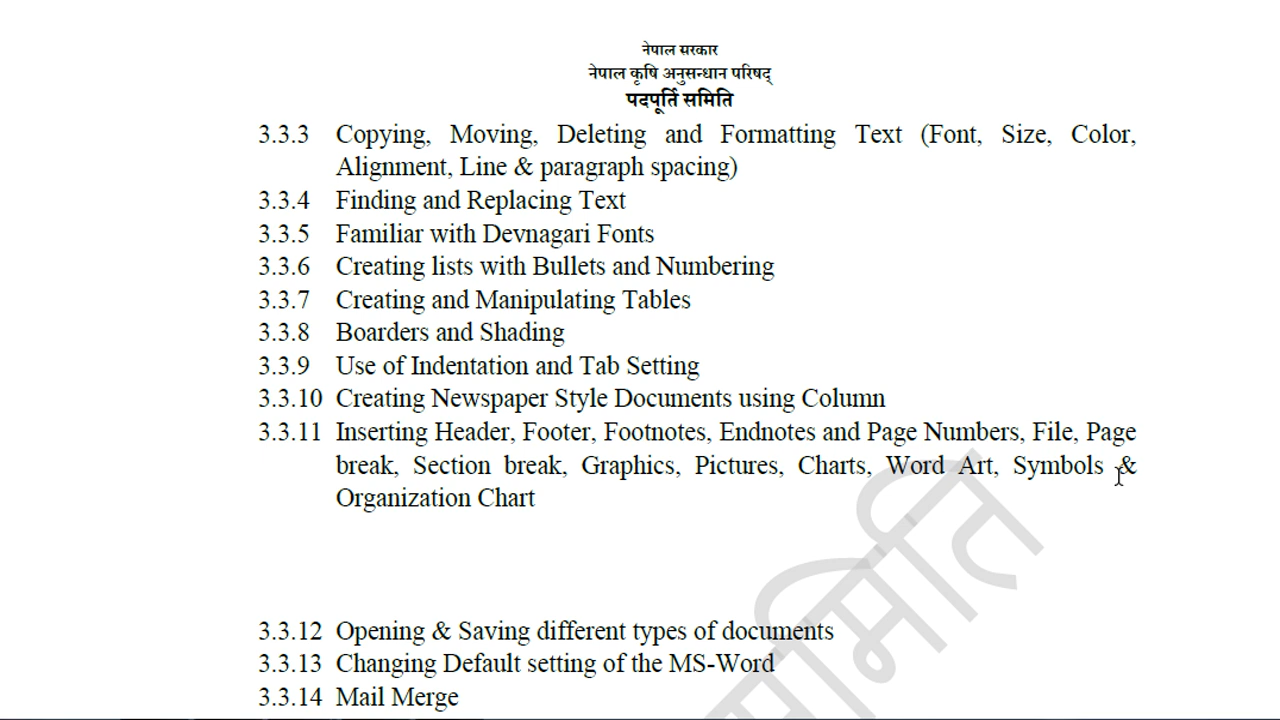 नेपाल सरकार
नेपाल कृषि अनुसन्धान परिषद्
पदपूर्ति समिति
3.3.3 Copying, Moving, Deleting and Formatting Text (Font, Size, Color,
Alignment, Line & paragraph spacing)
3.3.4 Finding and Replacing Text
3.3.5 Familiar with Devnagari Fonts
3.3.6 Creating lists with Bullets and Numbering
3.3.7 Creating and Manipulating Tables
3.3.8 Boarders and Shading
3.3.9 Use of Indentation and Tab Setting
3.3.10 Creating Newspaper Style Documents using Column
3.3.11 Inserting Header, Footer, Footnotes, Endnotes and Page Numbers, File, Page
break, Section break, Graphics, Pictures, Charts, Word Art, Symbols &
Organization Chart
3.3.12 Opening & Saving different types of documents
3.3.13 Changing Default setting of the MS-Word
3.3.14 Mail Merge